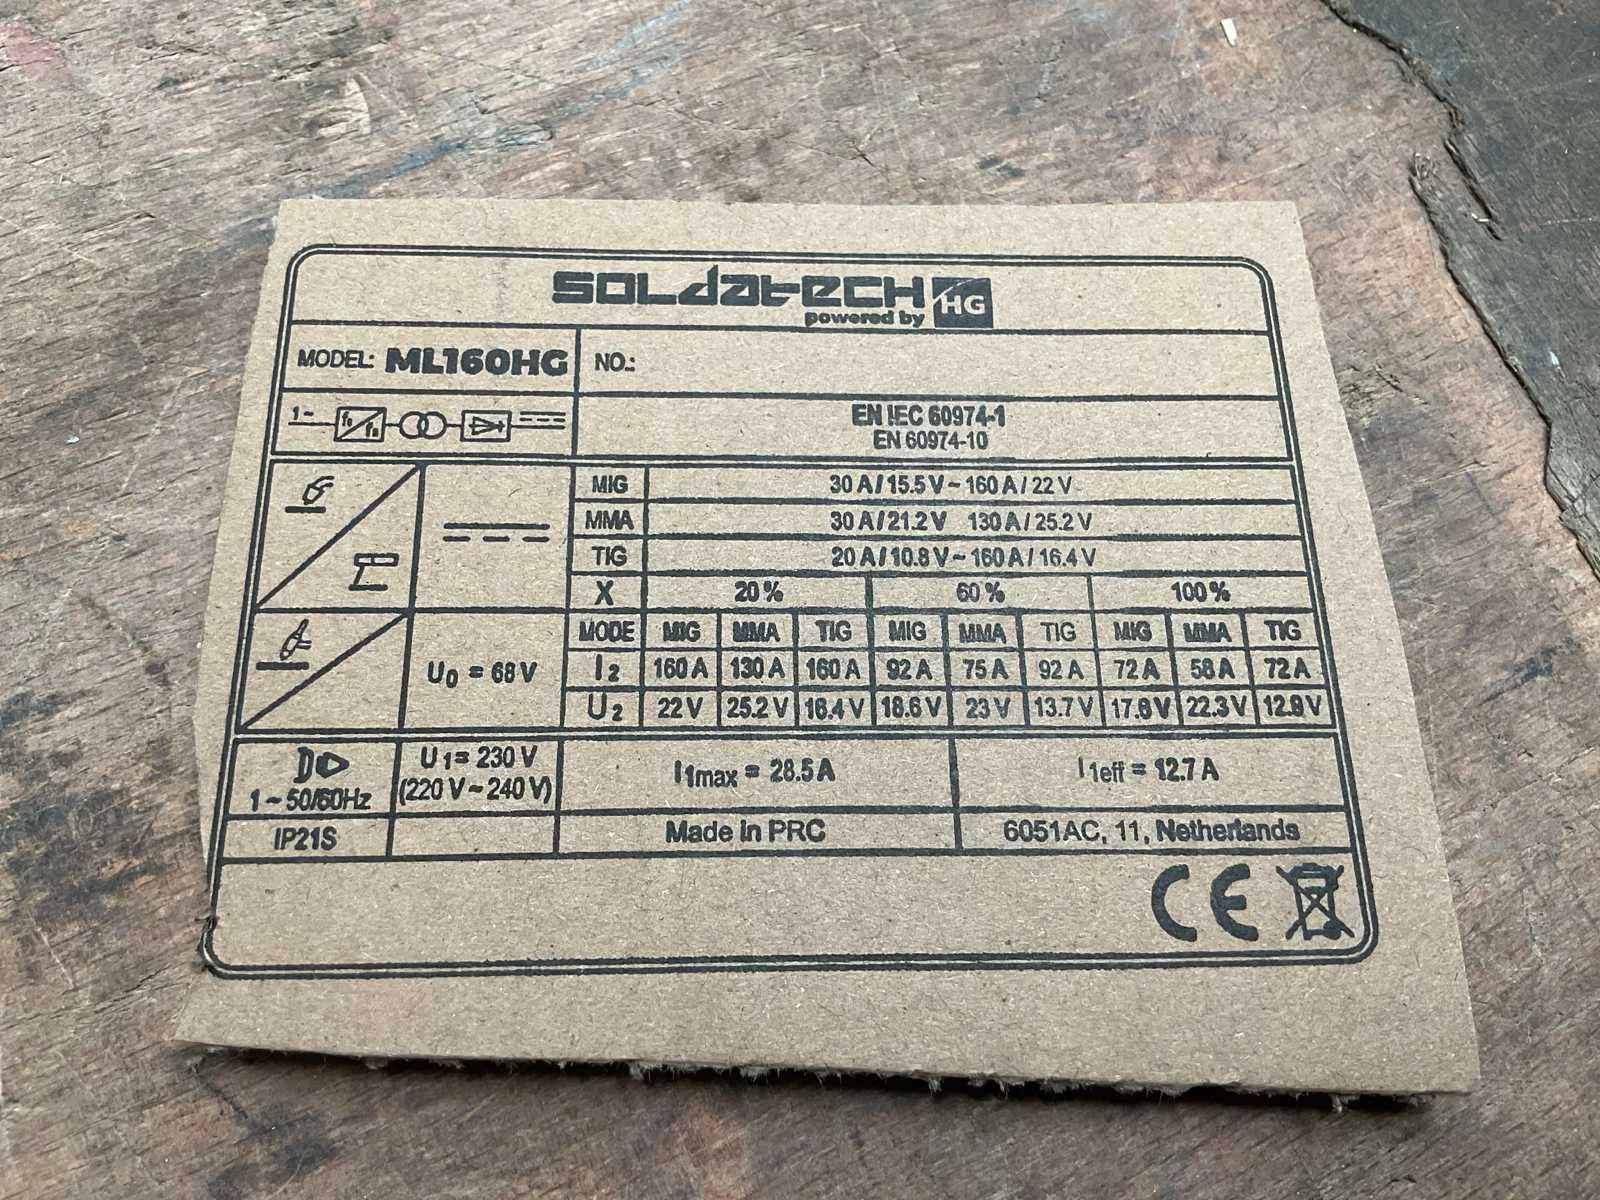 SOLdatECH HG
powered by
MODEL: ML160HG NO.:
1~ f₁ f₂
EN IEC 60974-1
EN 60974-10
MIG 30 A / 15.5 V ~ 160 A / 22 V
MMA 30 A / 21.2 V 130 A / 25.2 V
TIG 20 A / 10.8 V ~ 160 A / 16.4 V
X 20 % 60 % 100 %
MODE MIG MMA TIG MIG MMA TIG MIG MMA TIG
U₀ = 68 V
I₂ 160 A 130 A 160 A 92 A 75 A 92 A 72 A 58 A 72 A
U₂ 22 V 25.2 V 16.4 V 18.6 V 23 V 13.7 V 17.6 V 22.3 V 12.9 V
1 ~ 50/60Hz
U₁ = 230 V
(220 V ~ 240 V)
I₁max = 28.5 A
I₁eff = 12.7 A
IP21S Made in PRC 6051AC, 11, Netherlands
CE